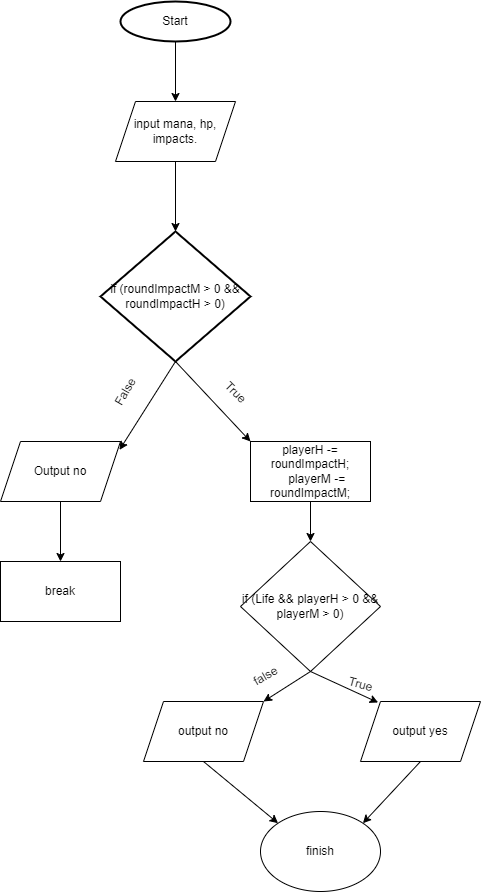 Start
input mana, hp,
impacts.
if (roundImpactM > 0 &&
roundImpactH > 0)
False
True
Output no
playerH -=
roundImpactH;
playerM -=
roundImpactM;
break
if (Life && playerH > 0 &&
playerM > 0)
false
True
output no
output yes
finish